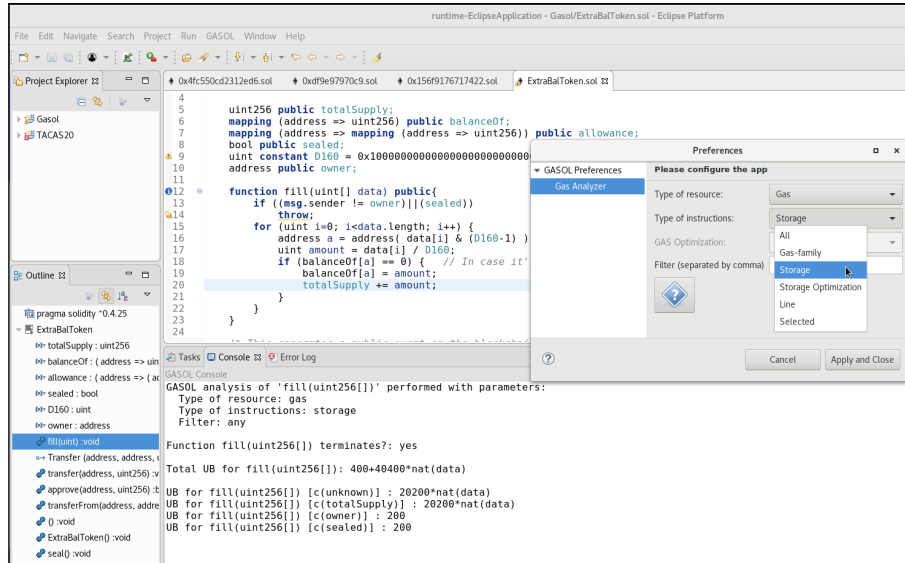 runtime-EclipseApplication - Gasol/ExtraBalToken.sol - Eclipse Platform
File Edit Navigate Search Project Run GASOL Window Help
Project Explorer
Gasol
TACAS20
0x4fc550cd2312ed6.sol 0xdf9e97970c9.sol 0x156f9176717422.sol ExtraBalToken.sol
4
5 uint256 public totalSupply;
6 mapping (address => uint256) public balanceOf;
7 mapping (address => mapping (address => uint256)) public allowance;
8 bool public sealed;
9 uint constant D160 = 0x1000000000000000000000000
10 address public owner;
11
12 function fill(uint[] data) public{
13 if ((msg.sender != owner)||(sealed))
14 throw;
15 for (uint i=0; i<data.length; i++) {
16 address a = address( data[i] & (D160-1) )
17 uint amount = data[i] / D160;
18 if (balanceOf[a] == 0) { // In case it'
19 balanceOf[a] = amount;
20 totalSupply += amount;
21 }
22 }
23 }
24
Preferences
GASOL Preferences
Gas Analyzer
Please configure the app
Type of resource: Gas
Type of instructions: Storage
GAS Optimization:
Filter (separated by comma)
All
Gas-family
Storage
Storage Optimization
Line
Selected
Cancel Apply and Close
Outline
pragma solidity ^0.4.25
ExtraBalToken
totalSupply : uint256
balanceOf : ( address => uin
allowance : ( address => ( ad
sealed : bool
D160 : uint
owner : address
fill(uint) :void
Transfer (address, address, u
transfer(address, uint256) :v
approve(address, uint256) :b
transferFrom(address, addre
() :void
ExtraBalToken() :void
seal() :void
Tasks Console Error Log
GASOL Console
GASOL analysis of 'fill(uint256[])' performed with parameters:
Type of resource: gas
Type of instructions: storage
Filter: any
Function fill(uint256[]) terminates?: yes
Total UB for fill(uint256[]): 400+40400*nat(data)
UB for fill(uint256[]) [c(unknown)] : 20200*nat(data)
UB for fill(uint256[]) [c(totalSupply)] : 20200*nat(data)
UB for fill(uint256[]) [c(owner)] : 200
UB for fill(uint256[]) [c(sealed)] : 200